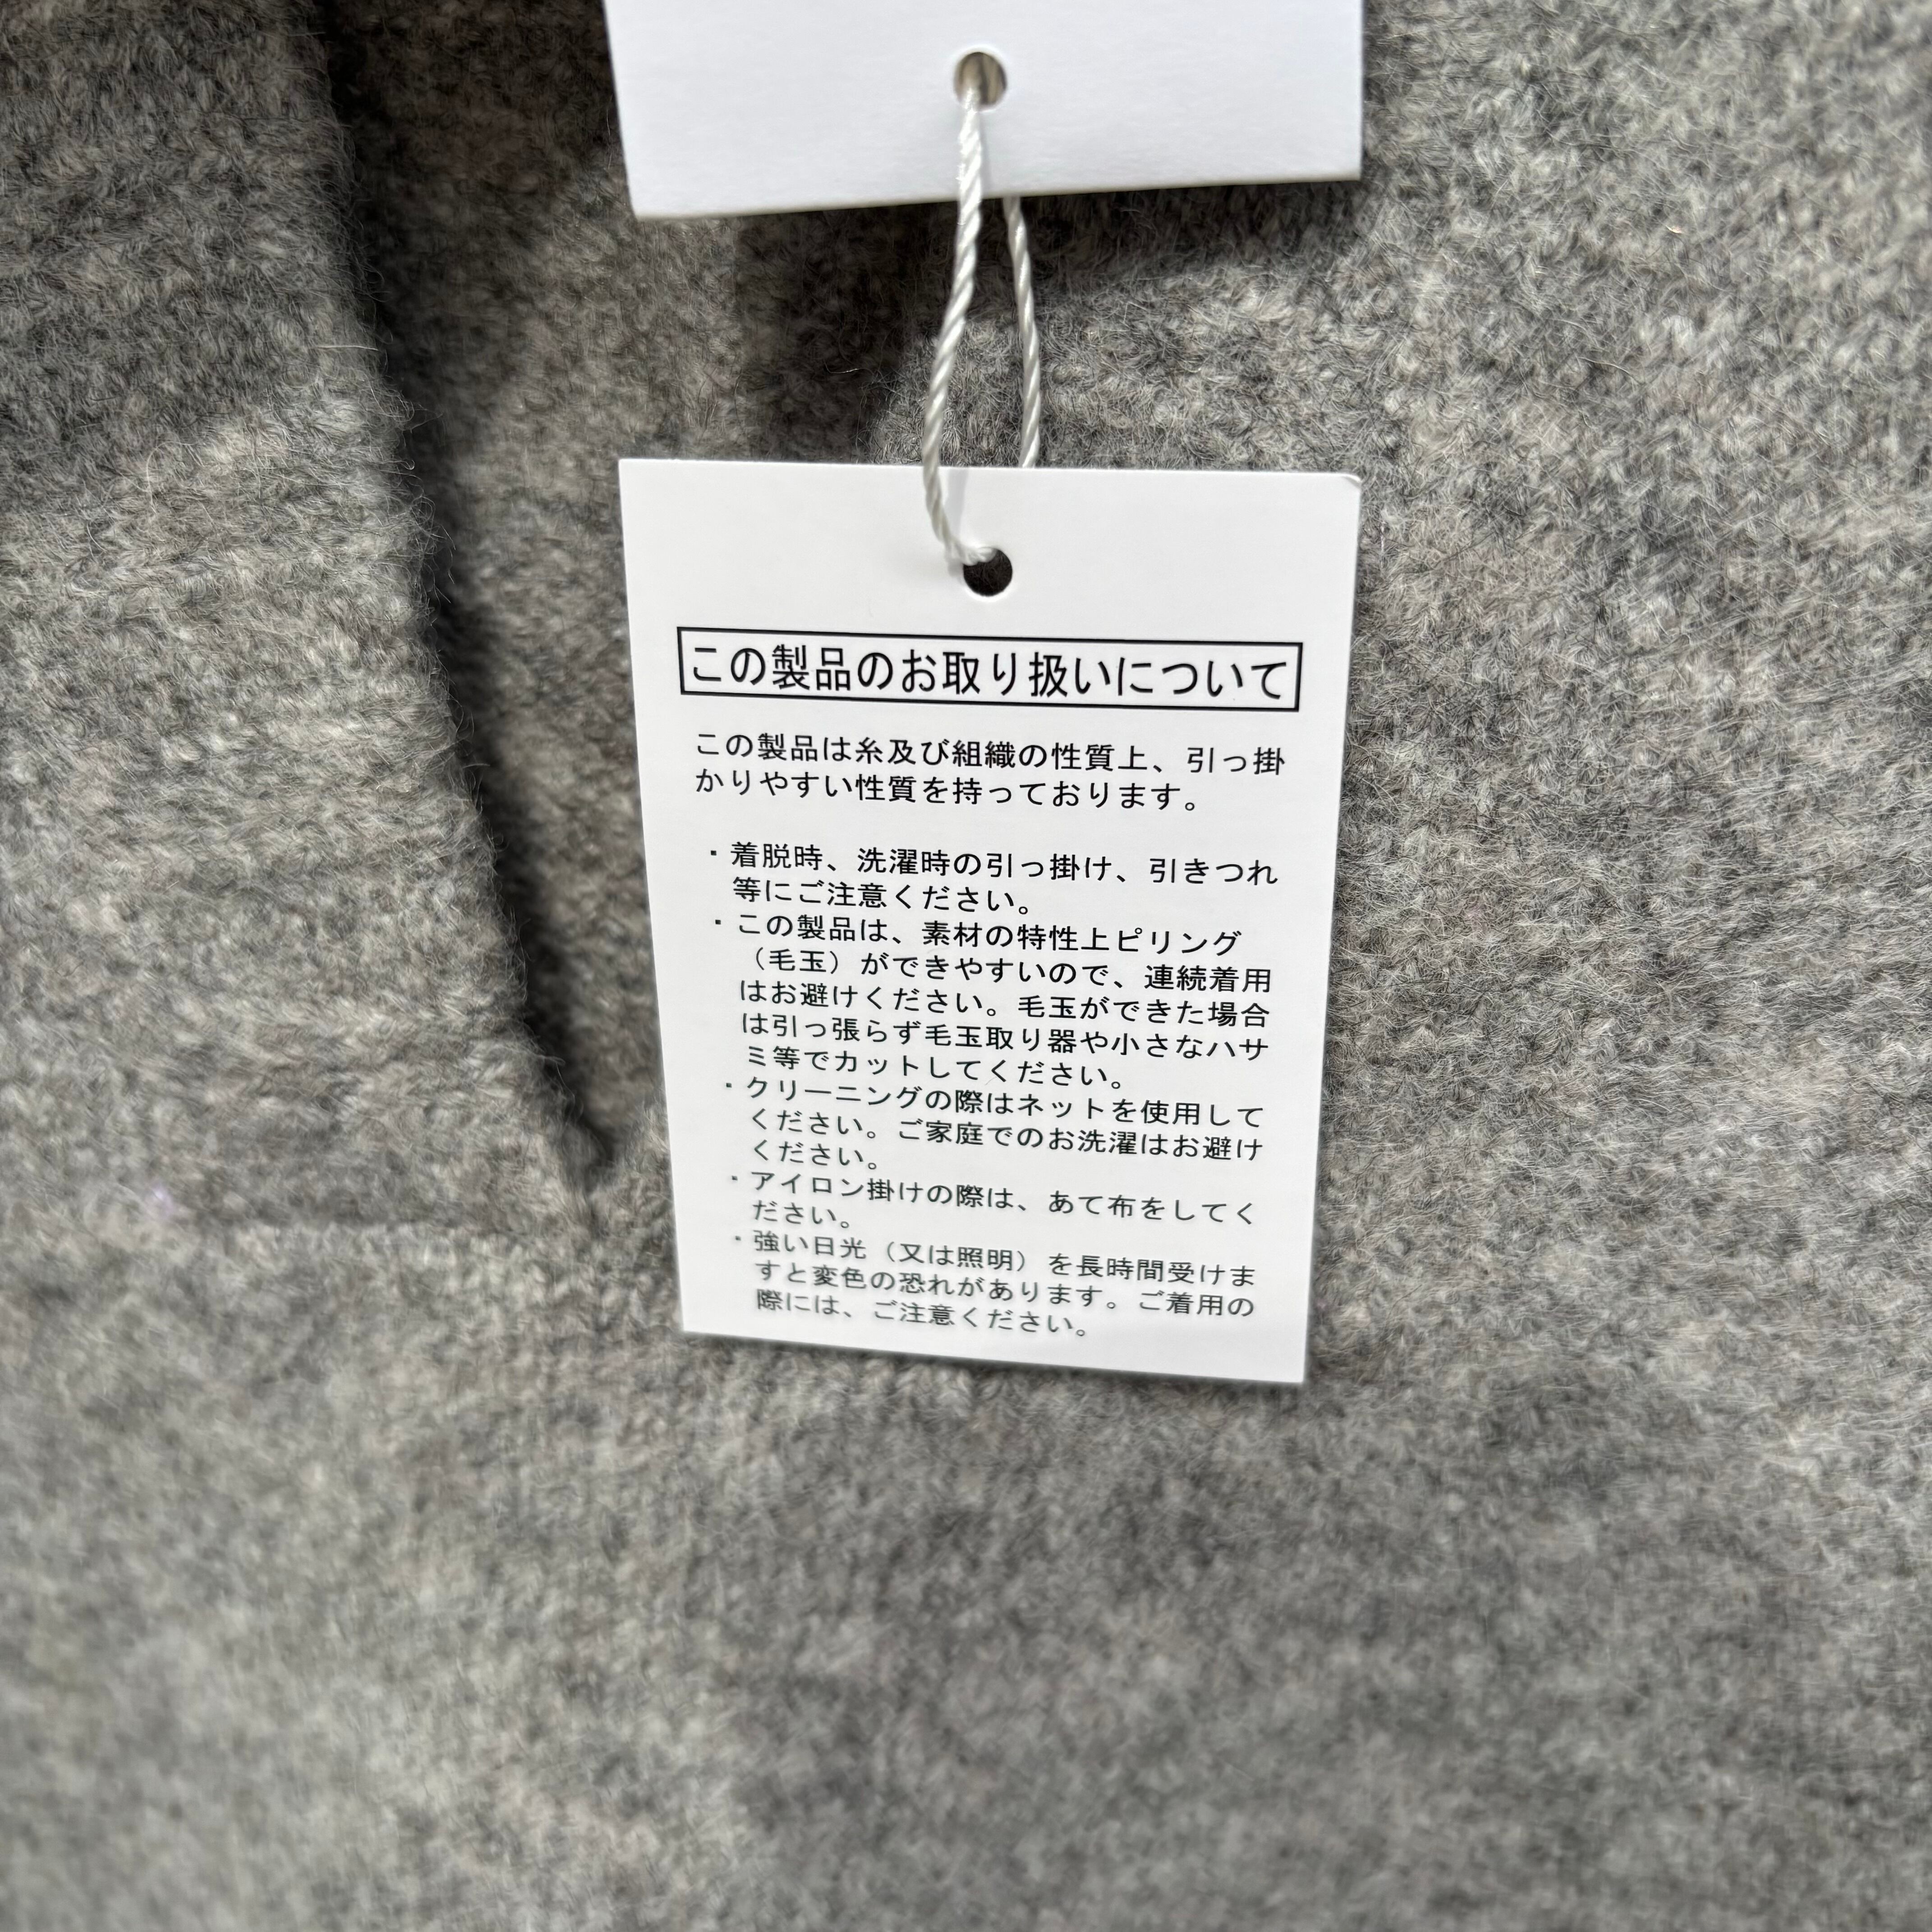 この製品のお取り扱いについて
この製品は糸及び組織の性質上、引っ掛
かりやすい性質を持っております。
・着脱時、洗濯時の引っ掛け、引きつれ
等にご注意ください。
・この製品は、素材の特性上ピリング
（毛玉）ができやすいので、連続着用
はお避けください。毛玉ができた場合
は引っ張らず毛玉取り器や小さなハサ
ミ等でカットしてください。
・クリーニングの際はネットを使用して
ください。ご家庭でのお洗濯はお避け
ください。
・アイロン掛けの際は、あて布をしてく
ださい。
・強い日光（又は照明）を長時間受けま
すと変色の恐れがあります。ご着用の
際には、ご注意ください。